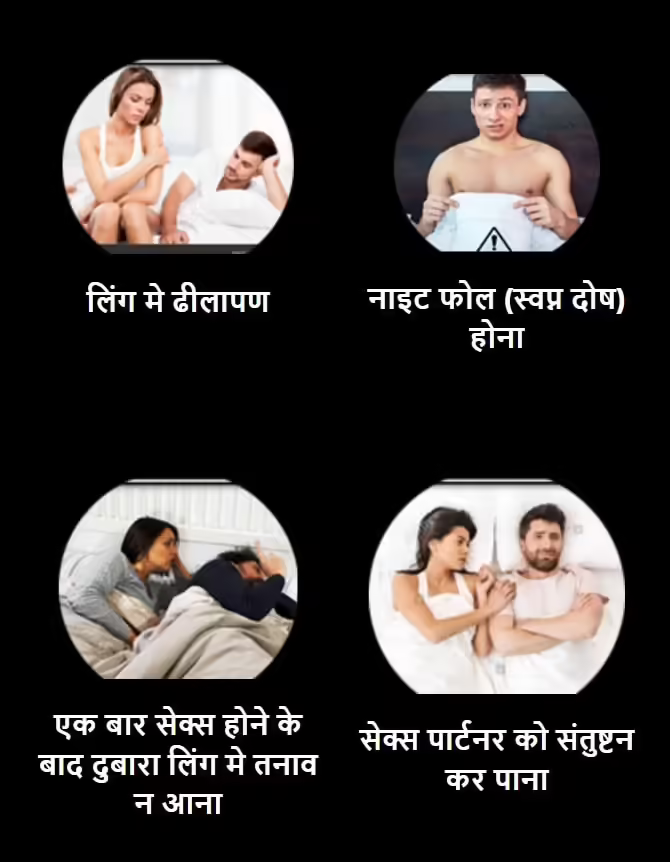 लिंग मे ढीलापण
नाइट फोल (स्वप्न दोष)
होना
एक बार सेक्स होने के
बाद दुबारा लिंग मे तनाव
न आना
सेक्स पार्टनर को संतुष्टन
कर पाना